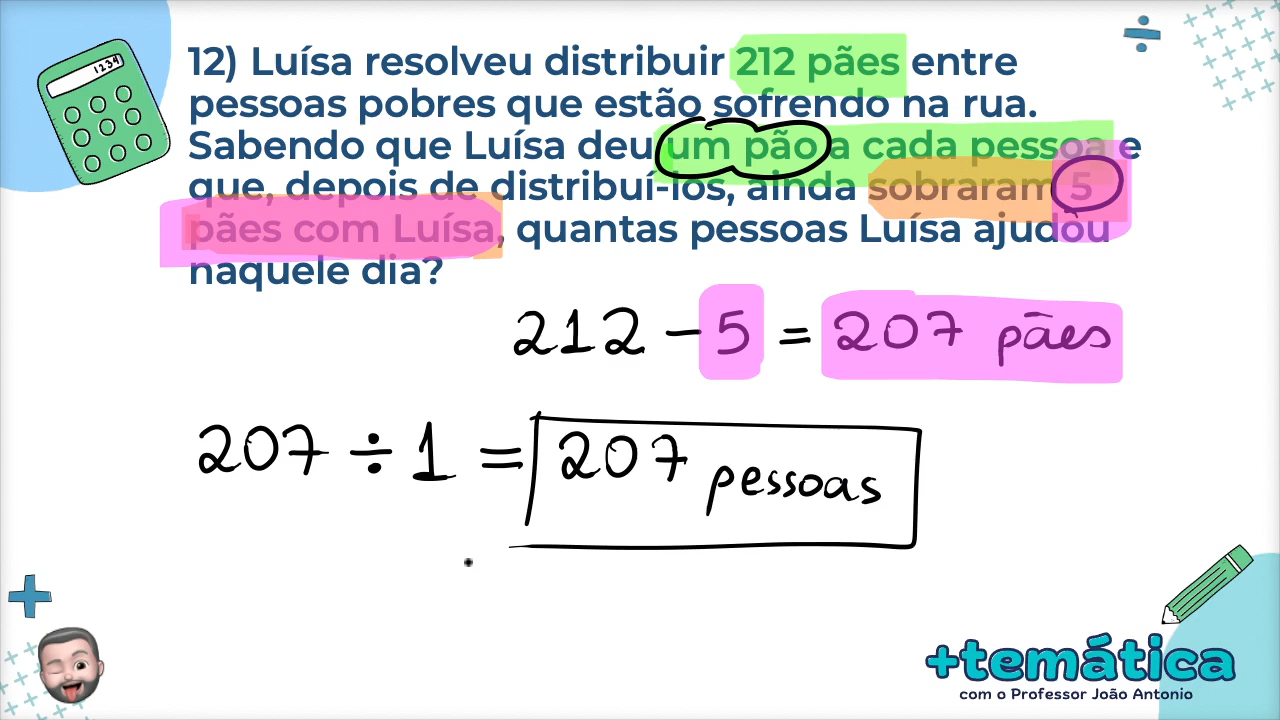 1234
12) Luísa resolveu distribuir 212 pães entre
pessoas pobres que estão sofrendo na rua.
Sabendo que Luísa deu um pão a cada pessoa e
que, depois de distribuí-los, ainda sobraram 5
pães com Luísa, quantas pessoas Luísa ajudou
naquele dia?
212 - 5 = 207 pães
207 ÷ 1 = 207 pessoas
+temática
com o Professor João Antonio